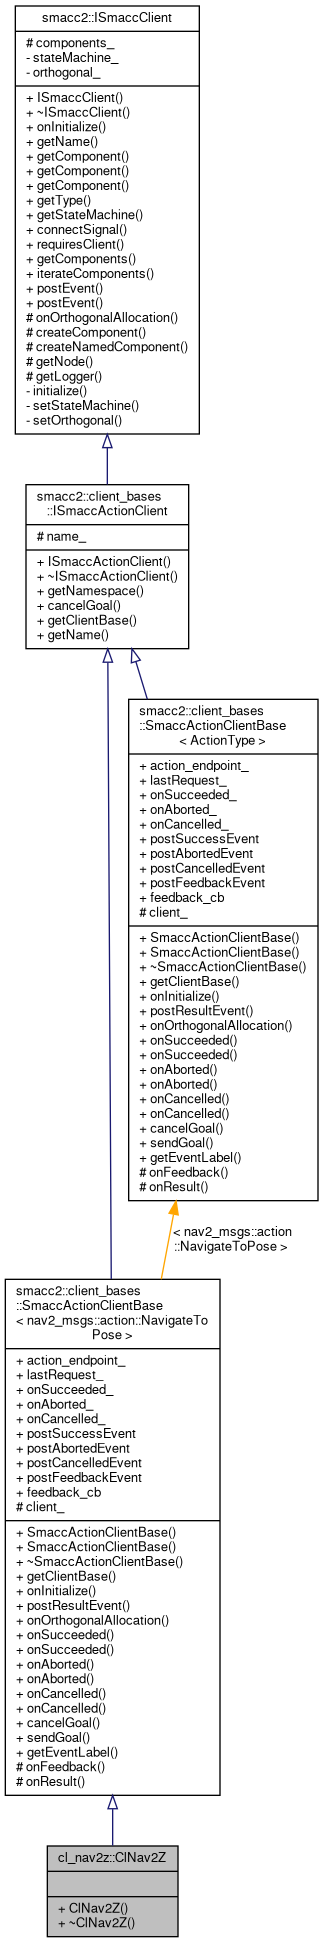 smacc2::ISmaccClient
# components_
- stateMachine_
- orthogonal_
+ ISmaccClient()
+ ~ISmaccClient()
+ onInitialize()
+ getName()
+ getComponent()
+ getComponent()
+ getComponent()
+ getType()
+ getStateMachine()
+ connectSignal()
+ requiresClient()
+ getComponents()
+ iterateComponents()
+ postEvent()
+ postEvent()
# onOrthogonalAllocation()
# createComponent()
# createNamedComponent()
# getNode()
# getLogger()
- initialize()
- setStateMachine()
- setOrthogonal()
smacc2::client_bases
::ISmaccActionClient
# name_
+ ISmaccActionClient()
+ ~ISmaccActionClient()
+ getNamespace()
+ cancelGoal()
+ getClientBase()
+ getName()
smacc2::client_bases
::SmaccActionClientBase
< ActionType >
+ action_endpoint_
+ lastRequest_
+ onSucceeded_
+ onAborted_
+ onCancelled_
+ postSuccessEvent
+ postAbortedEvent
+ postCancelledEvent
+ postFeedbackEvent
+ feedback_cb
# client_
+ SmaccActionClientBase()
+ SmaccActionClientBase()
+ ~SmaccActionClientBase()
+ getClientBase()
+ onInitialize()
+ postResultEvent()
+ onOrthogonalAllocation()
+ onSucceeded()
+ onSucceeded()
+ onAborted()
+ onAborted()
+ onCancelled()
+ onCancelled()
+ cancelGoal()
+ sendGoal()
+ getEventLabel()
# onFeedback()
# onResult()
< nav2_msgs::action
::NavigateToPose >
smacc2::client_bases
::SmaccActionClientBase
< nav2_msgs::action::NavigateTo
Pose >
+ action_endpoint_
+ lastRequest_
+ onSucceeded_
+ onAborted_
+ onCancelled_
+ postSuccessEvent
+ postAbortedEvent
+ postCancelledEvent
+ postFeedbackEvent
+ feedback_cb
# client_
+ SmaccActionClientBase()
+ SmaccActionClientBase()
+ ~SmaccActionClientBase()
+ getClientBase()
+ onInitialize()
+ postResultEvent()
+ onOrthogonalAllocation()
+ onSucceeded()
+ onSucceeded()
+ onAborted()
+ onAborted()
+ onCancelled()
+ onCancelled()
+ cancelGoal()
+ sendGoal()
+ getEventLabel()
# onFeedback()
# onResult()
cl_nav2z::ClNav2Z
+ ClNav2Z()
+ ~ClNav2Z()